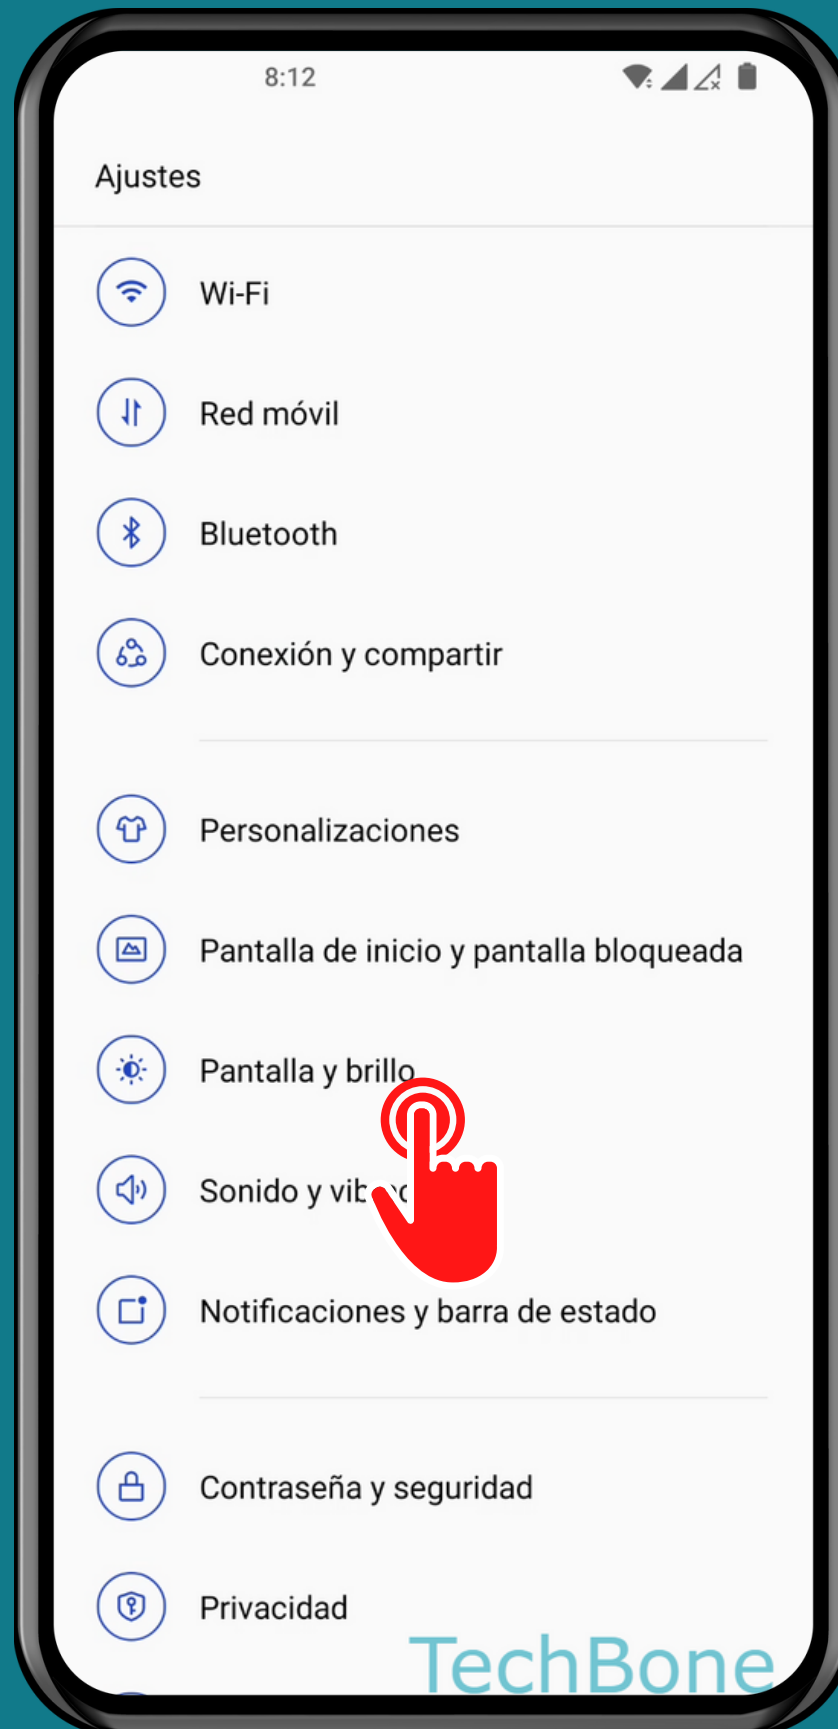 8:12
Ajustes
Wi-Fi
Red móvil
Bluetooth
Conexión y compartir
Personalizaciones
Pantalla de inicio y pantalla bloqueada
Pantalla y brillo
Sonido y
Notificaciones y barra de estado
Contraseña y seguridad
Privacidad
TechBone